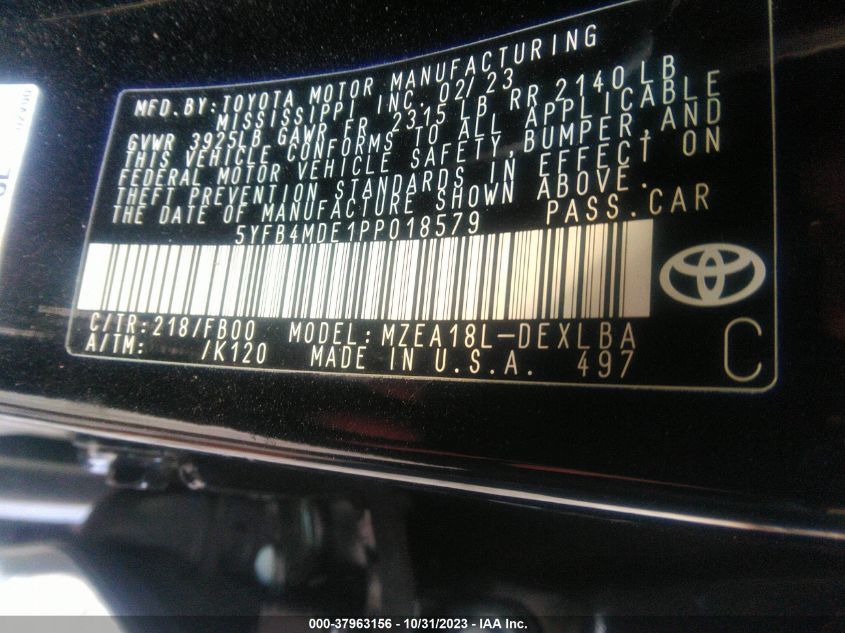 MFD.BY:TOYOTA MOTOR MANUFACTURING
MISSISSIPPI INC. 02/23
GVWR 3925LB GAWR FR 2315 LB RR 2140 LB
THIS VEHICLE CONFORMS TO ALL APPLICABLE
FEDERAL MOTOR VEHICLE SAFETY,BUMPER,AND
THEFT PREVENTION STANDARDS IN EFFECT ON
THE DATE OF MANUFACTURE SHOWN ABOVE.
5YFB4MDE1PP018579 PASS.CAR
C/TR:218/FB00 MODEL:MZEA18L-DEXLBA
A/TM: /K120 MADE IN U.S.A. 497
C
000-37963156 - 10/31/2023 - IAA Inc.